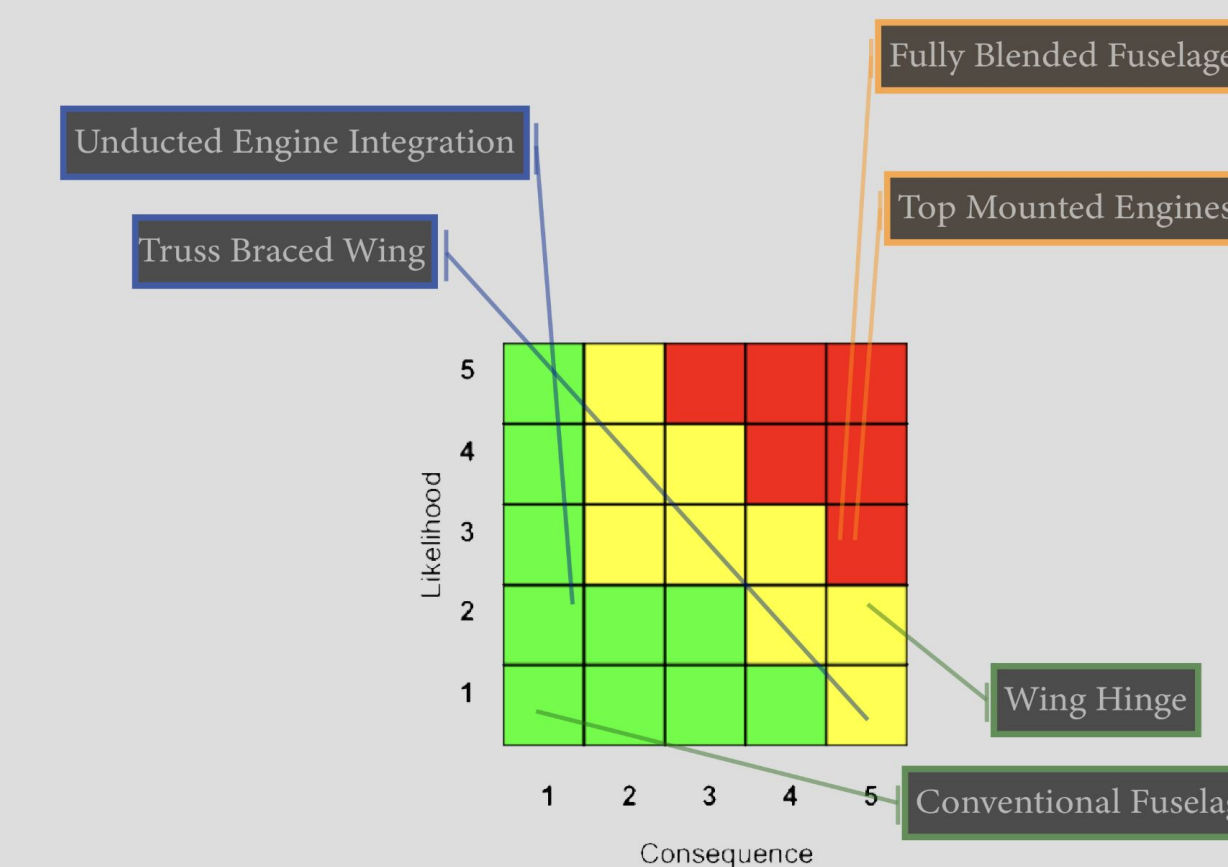 Fully Blended Fuselage
Unducted Engine Integration
Top Mounted Engines
Truss Braced Wing
5
4
3
2
1
Likelihood
Wing Hinge
1 2 3 4 5
Conventional Fusela
Consequence